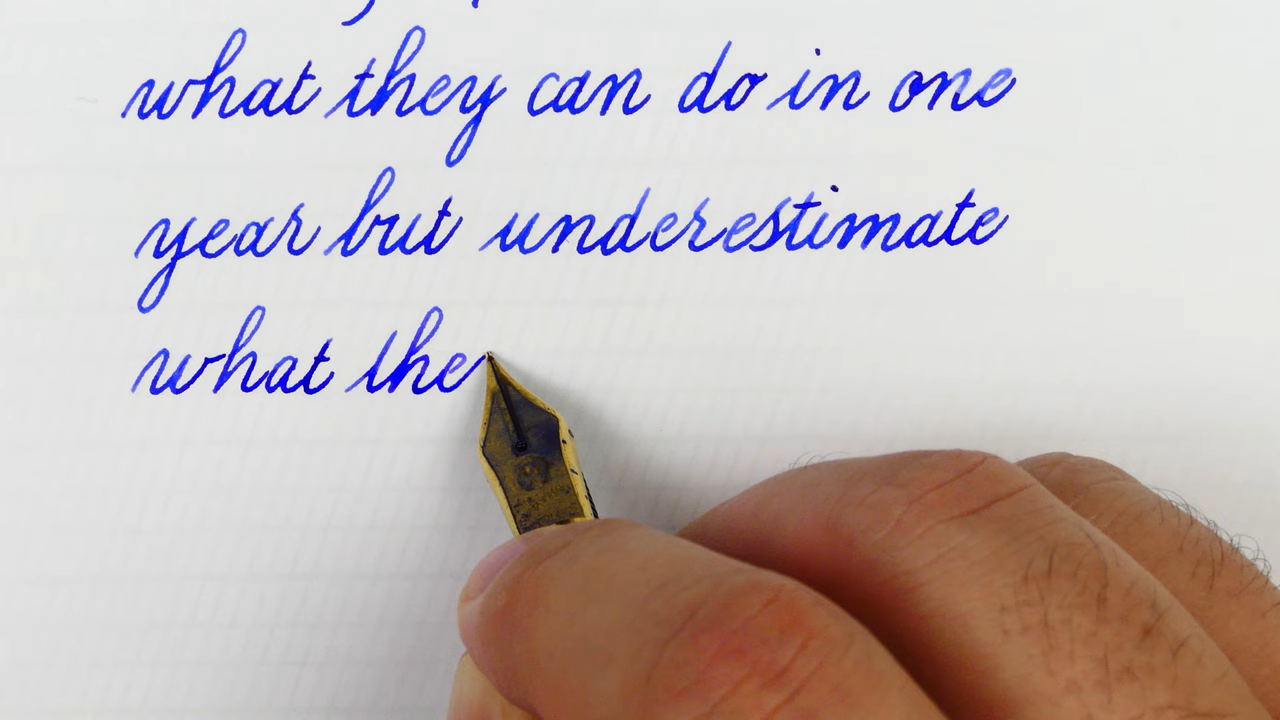 what they can do in one
year but underestimate
what the